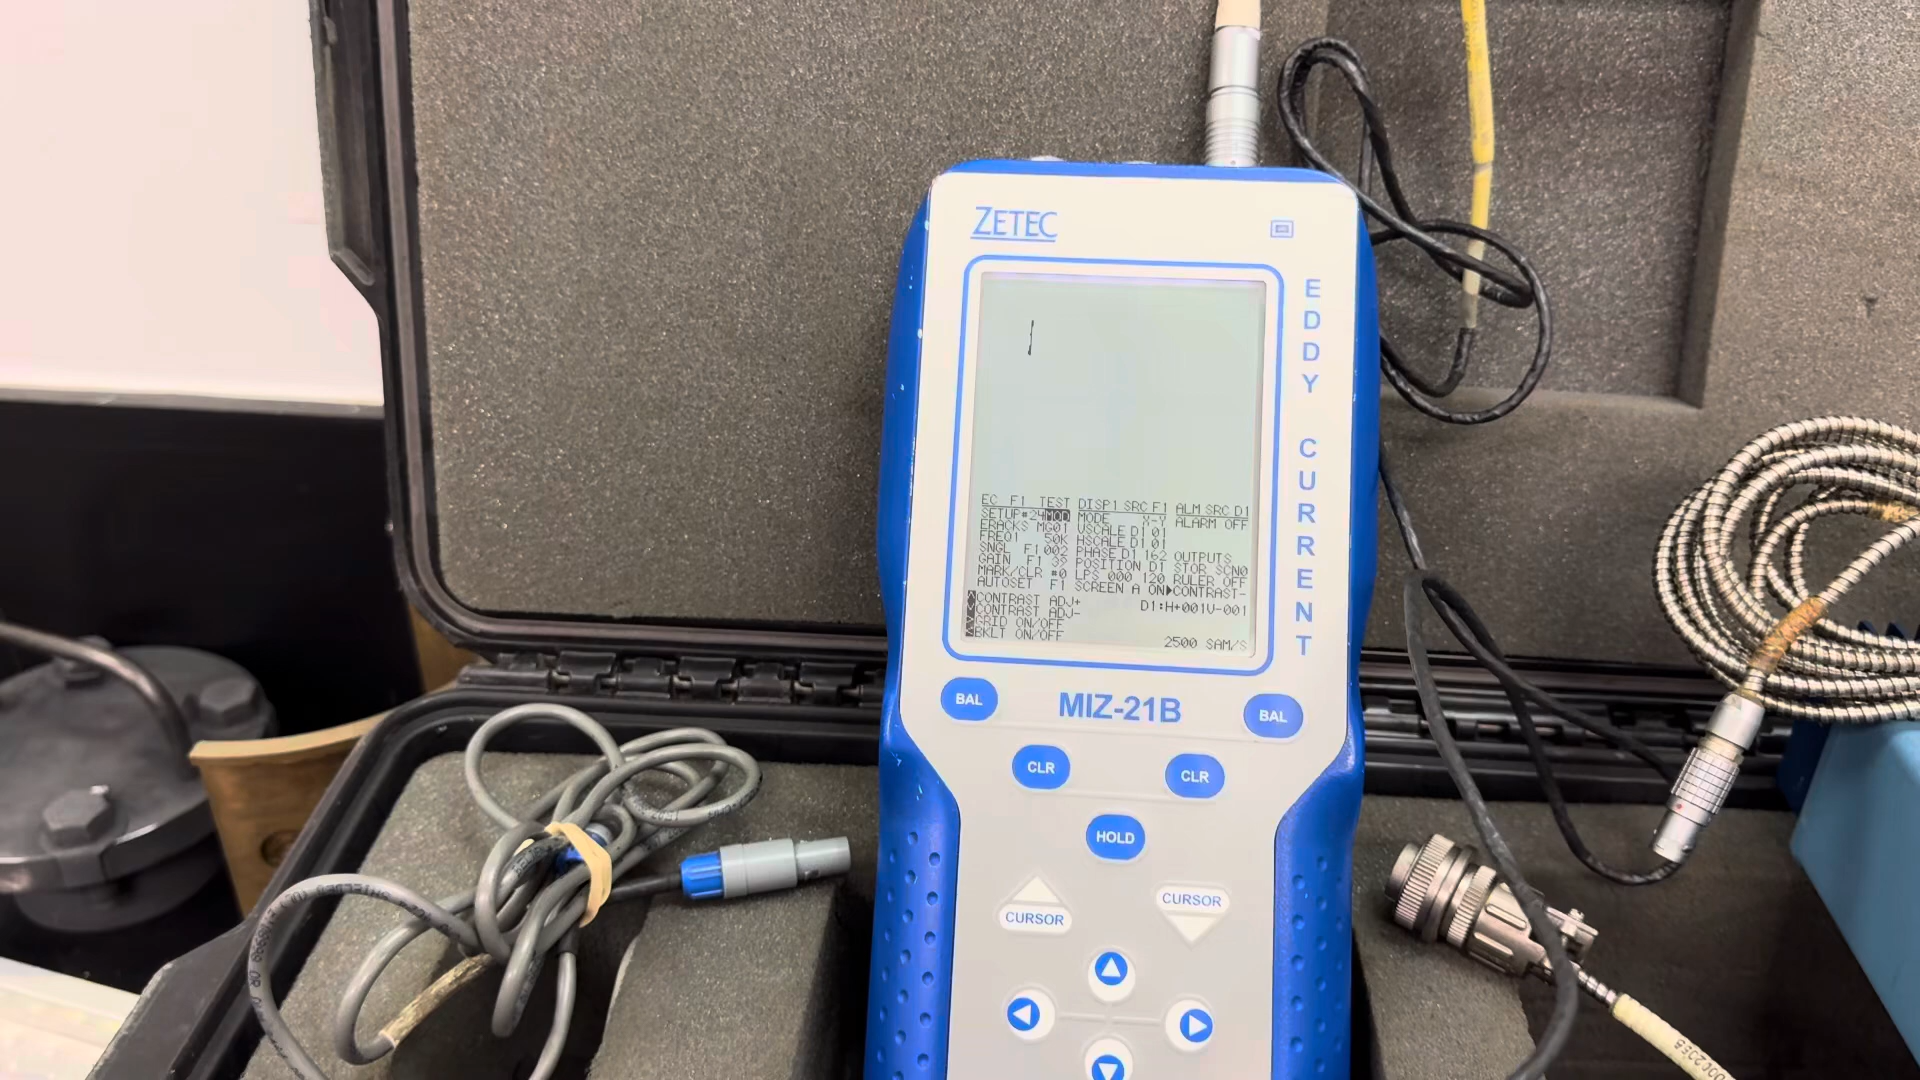 ZETEC
EDDY CURRENT
EC F1 TEST DISP1 SRC F1 ALM SRC D1
SETUP#24MOD MODE X-Y ALARM OFF
ERACKS MG01 VSCALE D1 01
FREQ1 50K HSCALE D1 01
SNGL F1 002 PHASE D1 162 OUTPUTS
GAIN F1 39 POSITION D1 STOR SCN0
MARK/CLR #0 LPS 000 120 RULER OFF
AUTOSET F1 SCREEN A ON▶CONTRAST-
CONTRAST ADJ+
CONTRAST ADJ- D1:H+001V-001
GRID ON/OFF
BKLT ON/OFF 2500 SAM/S
BAL MIZ-21B BAL
CLR CLR
HOLD
CURSOR CURSOR